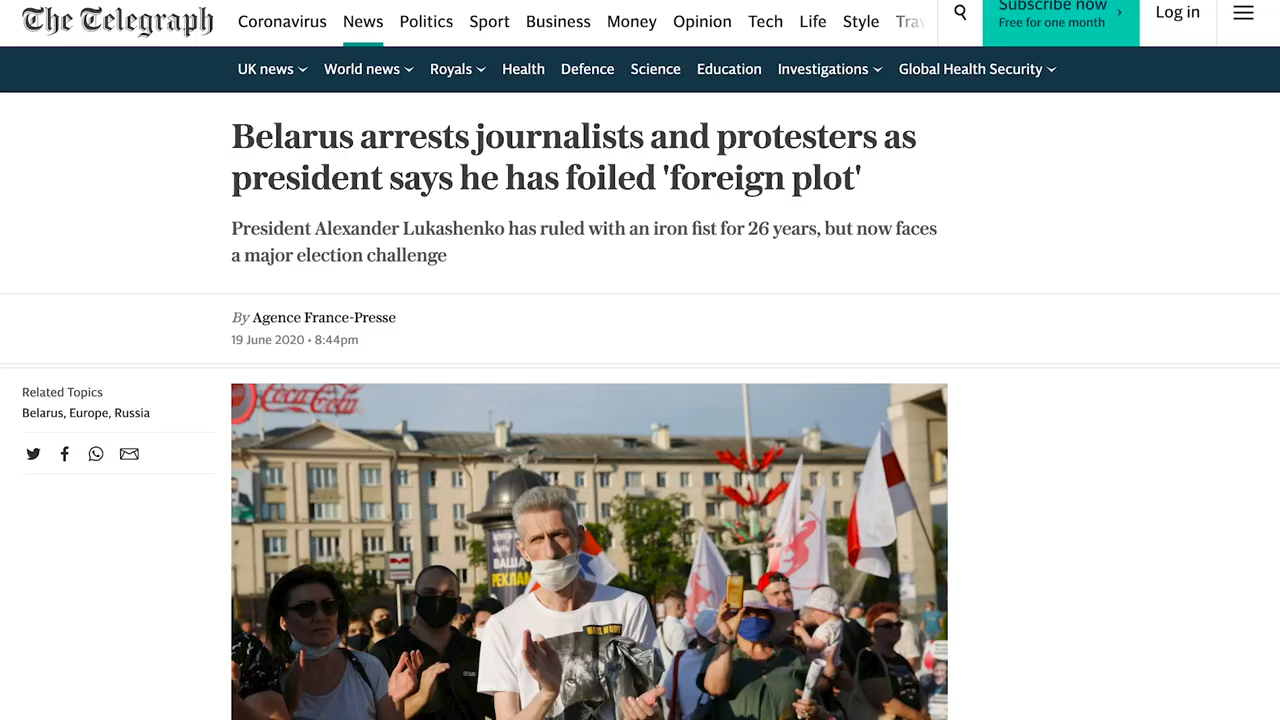 The Telegraph
Coronavirus News Politics Sport Business Money Opinion Tech Life Style
Subscribe now
Free for one month
Log in
UK news World news Royals Health Defence Science Education Investigations Global Health Security
Belarus arrests journalists and protesters as
president says he has foiled 'foreign plot'
President Alexander Lukashenko has ruled with an iron fist for 26 years, but now faces
a major election challenge
By Agence France-Presse
19 June 2020 • 8:44pm
Related Topics
Belarus, Europe, Russia
Coca-Cola
ВАША
РЕКЛАМ